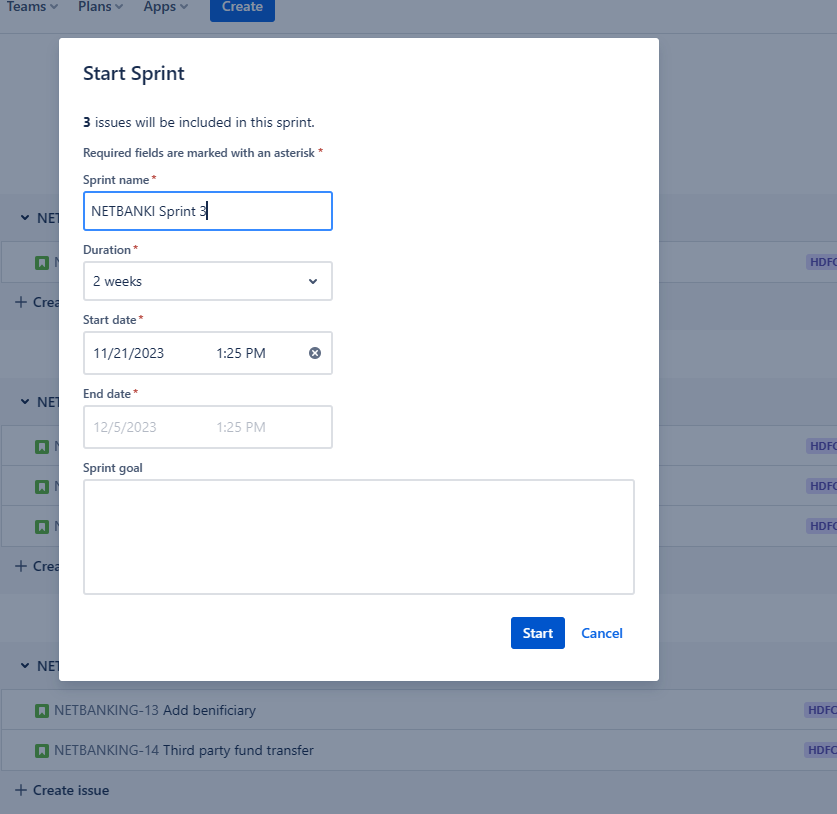 Teams Plans Apps Create
Start Sprint
3 issues will be included in this sprint.
Required fields are marked with an asterisk *
Sprint name*
NETBANKI Sprint 3
Duration*
2 weeks
Start date*
11/21/2023 1:25 PM
End date*
12/5/2023 1:25 PM
Sprint goal
Start Cancel
NET
N HDFC
+ Crea
NET
N HDFC
N HDFC
N HDFC
+ Crea
NET
NETBANKING-13 Add benificiary HDFC
NETBANKING-14 Third party fund transfer HDFC
+ Create issue